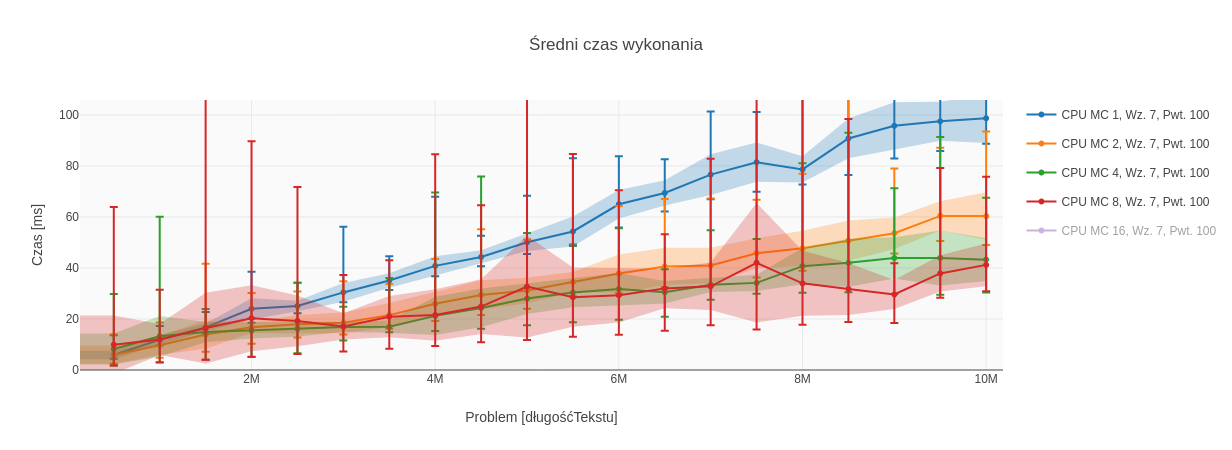 Średni czas wykonania
Czas [ms]
100
80
60
40
20
0
2M
4M
6M
8M
10M
Problem [długośćTekstu]
CPU MC 1, Wz. 7, Pwt. 100
CPU MC 2, Wz. 7, Pwt. 100
CPU MC 4, Wz. 7, Pwt. 100
CPU MC 8, Wz. 7, Pwt. 100
CPU MC 16, Wz. 7, Pwt. 100